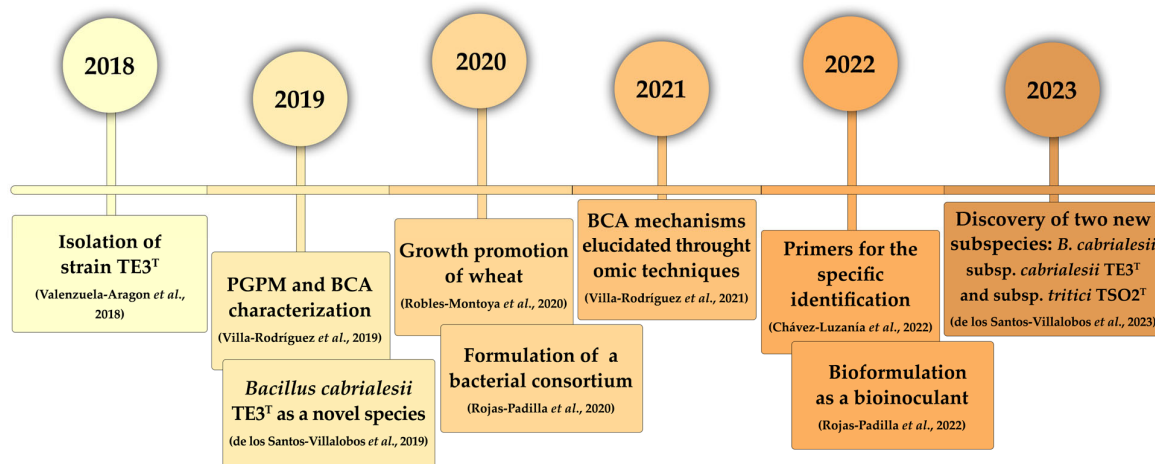 2018
2019
2020
2021
2022
2023
Isolation of
strain TE3ᵀ
(Valenzuela-Aragon et al.,
2018)
PGPM and BCA
characterization
(Villa-Rodríguez et al., 2019)
Bacillus cabrialesii
TE3ᵀ as a novel species
(de los Santos-Villalobos et al., 2019)
Growth promotion
of wheat
(Robles-Montoya et al., 2020)
Formulation of a
bacterial consortium
(Rojas-Padilla et al., 2020)
BCA mechanisms
elucidated throught
omic techniques
(Villa-Rodríguez et al., 2021)
Primers for the
specific
identification
(Chávez-Luzanía et al., 2022)
Bioformulation
as a bioinoculant
(Rojas-Padilla et al., 2022)
Discovery of two new
subspecies: B. cabrialesii
subsp. cabrialesii TE3ᵀ
and subsp. tritici TSO2ᵀ
(de los Santos-Villalobos et al., 2023)